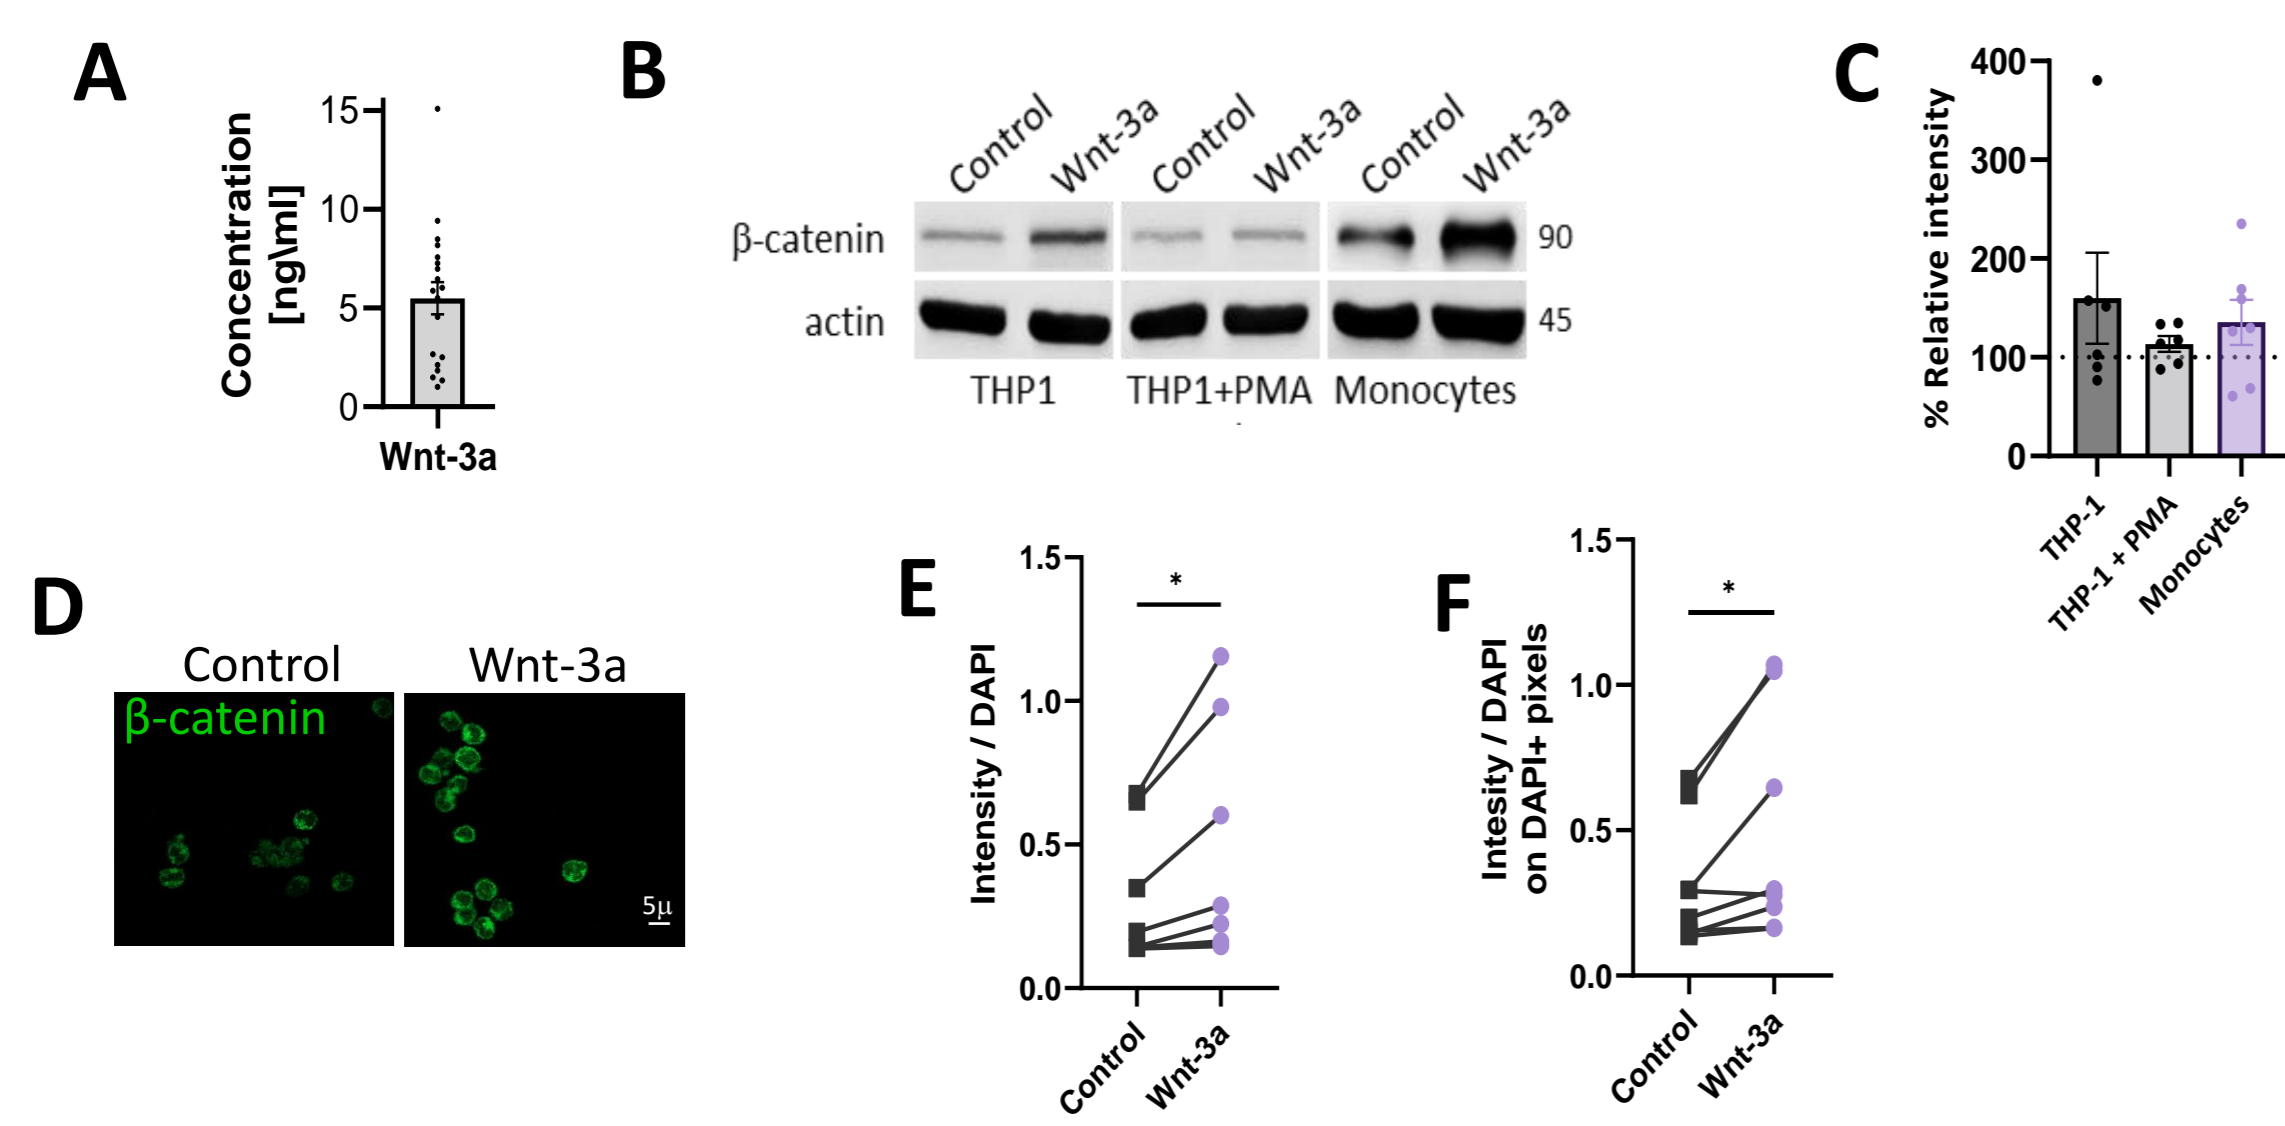 A
Concentration
[ng\ml]
15
10
5
0
Wnt-3a
B
Control
Wnt-3a
Control
Wnt-3a
Control
Wnt-3a
β-catenin
90
actin
45
THP1
THP1+PMA
Monocytes
C
% Relative intensity
400
300
200
100
0
THP-1
THP-1 + PMA
Monocytes
D
Control
Wnt-3a
β-catenin
5μ
E
Intensity / DAPI
1.5
1.0
0.5
0.0
*
Control
Wnt-3a
F
Intesity / DAPI
on DAPI+ pixels
1.5
1.0
0.5
0.0
*
Control
Wnt-3a